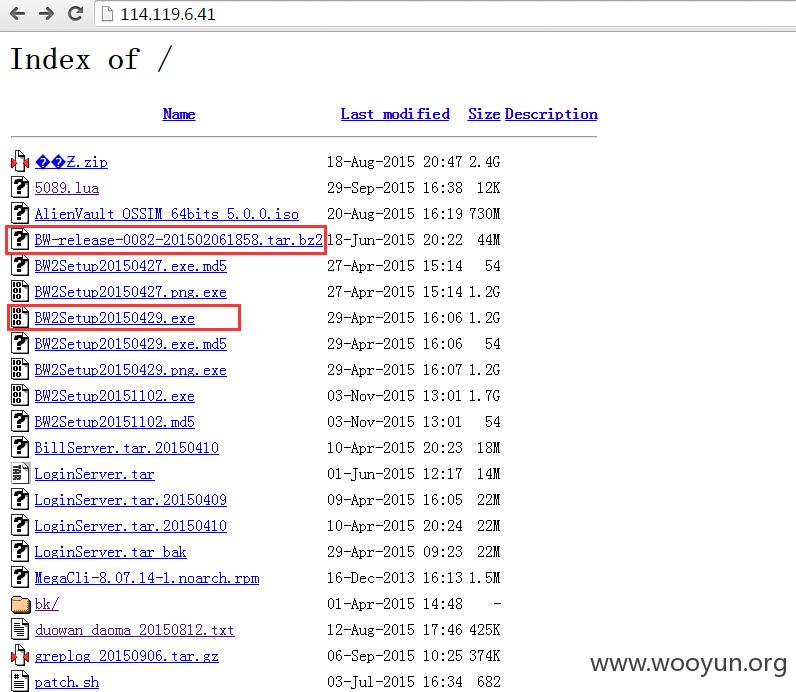 114.119.6.41
Index of /
Name Last modified Size Description
��Z.zip 18-Aug-2015 20:47 2.4G
5089.lua 29-Sep-2015 16:38 12K
AlienVault_OSSIM_64bits_5.0.0.iso 20-Aug-2015 16:19 730M
BW-release-0082-201502061858.tar.bz2 18-Jun-2015 20:22 44M
BW2Setup20150427.exe.md5 27-Apr-2015 15:14 54
BW2Setup20150427.png.exe 27-Apr-2015 15:14 1.2G
BW2Setup20150429.exe 29-Apr-2015 16:06 1.2G
BW2Setup20150429.exe.md5 29-Apr-2015 16:06 54
BW2Setup20150429.png.exe 29-Apr-2015 16:07 1.2G
BW2Setup20151102.exe 03-Nov-2015 13:01 1.7G
BW2Setup20151102.md5 03-Nov-2015 13:01 54
BillServer.tar.20150410 10-Apr-2015 20:23 18M
LoginServer.tar 01-Jun-2015 12:17 14M
LoginServer.tar.20150409 09-Apr-2015 16:05 22M
LoginServer.tar.20150410 10-Apr-2015 20:24 22M
LoginServer.tar_bak 29-Apr-2015 09:23 22M
MegaCli-8.07.14-1.noarch.rpm 16-Dec-2013 16:13 1.5M
bk/ 01-Apr-2015 14:48 -
duowan_daoma_20150812.txt 12-Aug-2015 17:46 425K
greplog_20150906.tar.gz 06-Sep-2015 10:25 374K
patch.sh 03-Jul-2015 16:34 682
www.wooyun.org